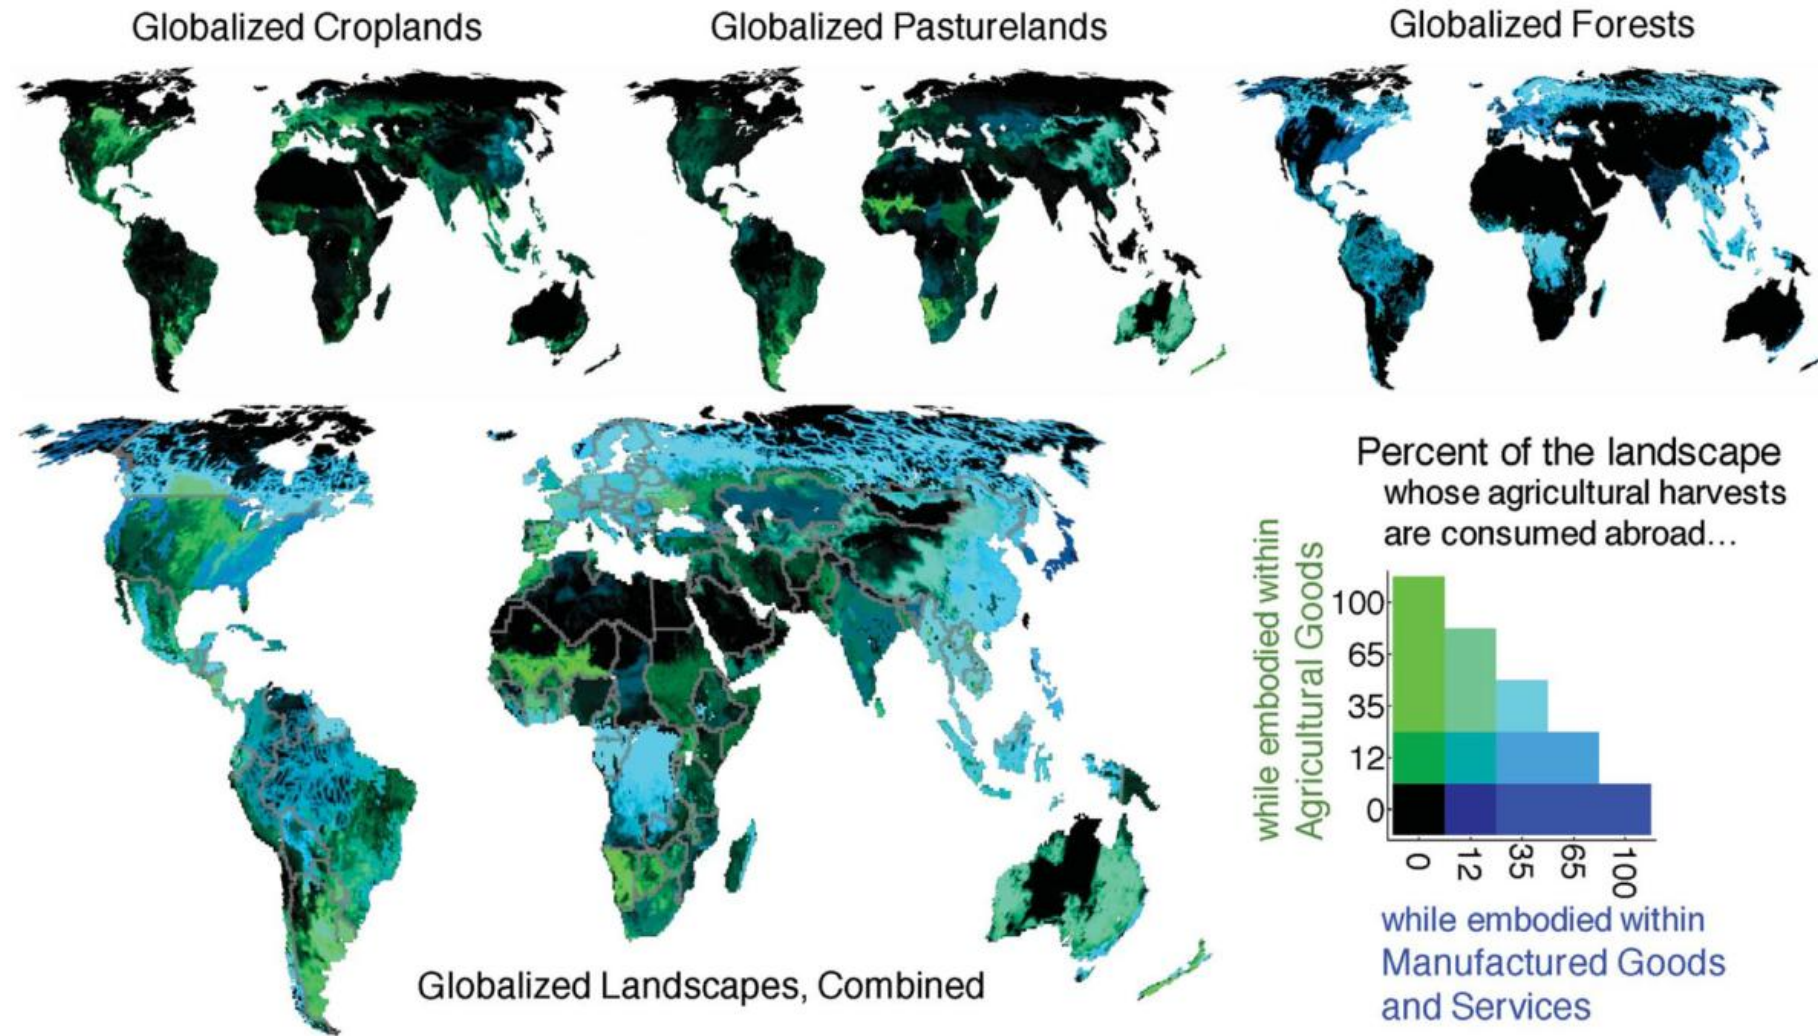 Globalized Croplands
Globalized Pasturelands
Globalized Forests
Percent of the landscape
whose agricultural harvests
are consumed abroad...
while embodied within
Agricultural Goods
100
65
35
12
0
0
12
35
65
100
while embodied within
Manufactured Goods
and Services
Globalized Landscapes, Combined